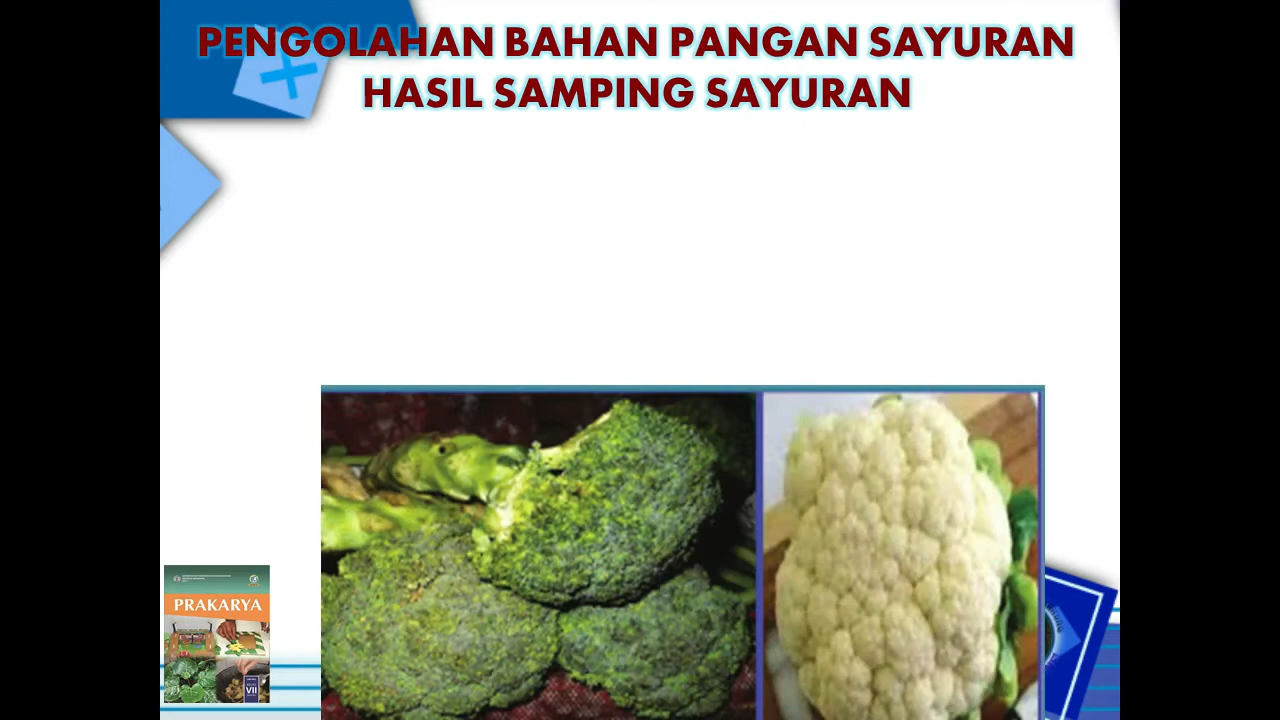 PENGOLAHAN BAHAN PANGAN SAYURAN
HASIL SAMPING SAYURAN
PRAKARYA
VII